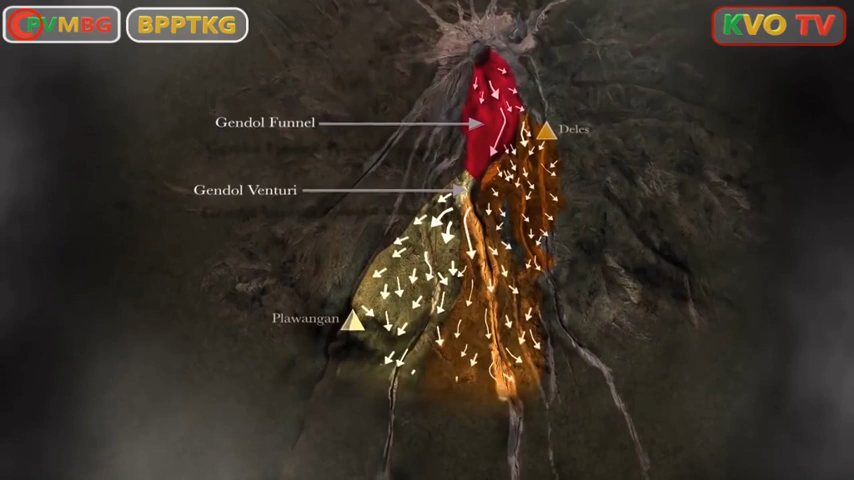 PVMBG
BPPTKG
KVO TV
Gendol Funnel
Deles
Gendol Venturi
Plawangan